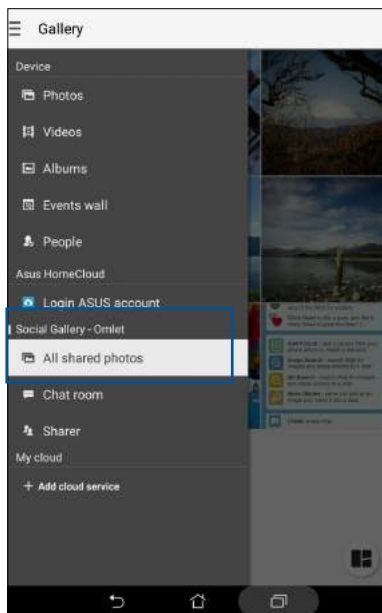 Gallery
Device
Photos
Videos
Albums
Events wall
People
Asus HomeCloud
Login ASUS account
Social Gallery - Omlet
All shared photos
Chat room
Sharer
My cloud
+ Add cloud service